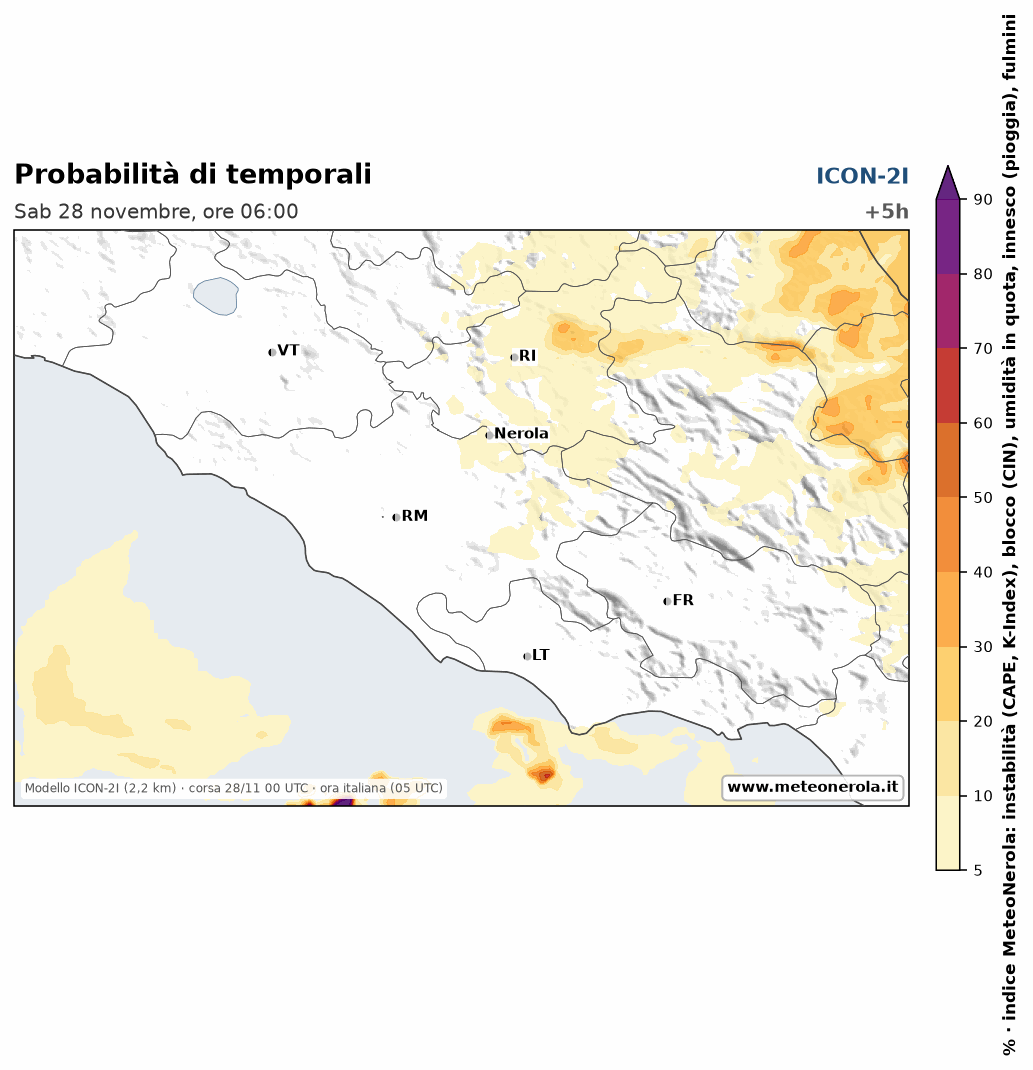 Probabilità di temporali
ICON-2I
Sab 28 novembre, ore 06:00
+5h
VT
RI
Nerola
RM
FR
LT
Modello ICON-2I (2,2 km) · corsa 28/11 00 UTC · ora italiana (05 UTC)
www.meteonerola.it
90
80
70
60
50
40
30
20
10
5
% · indice MeteoNerola: instabilità (CAPE, K-Index), blocco (CIN), umidità in quota, innesco (pioggia), fulmini